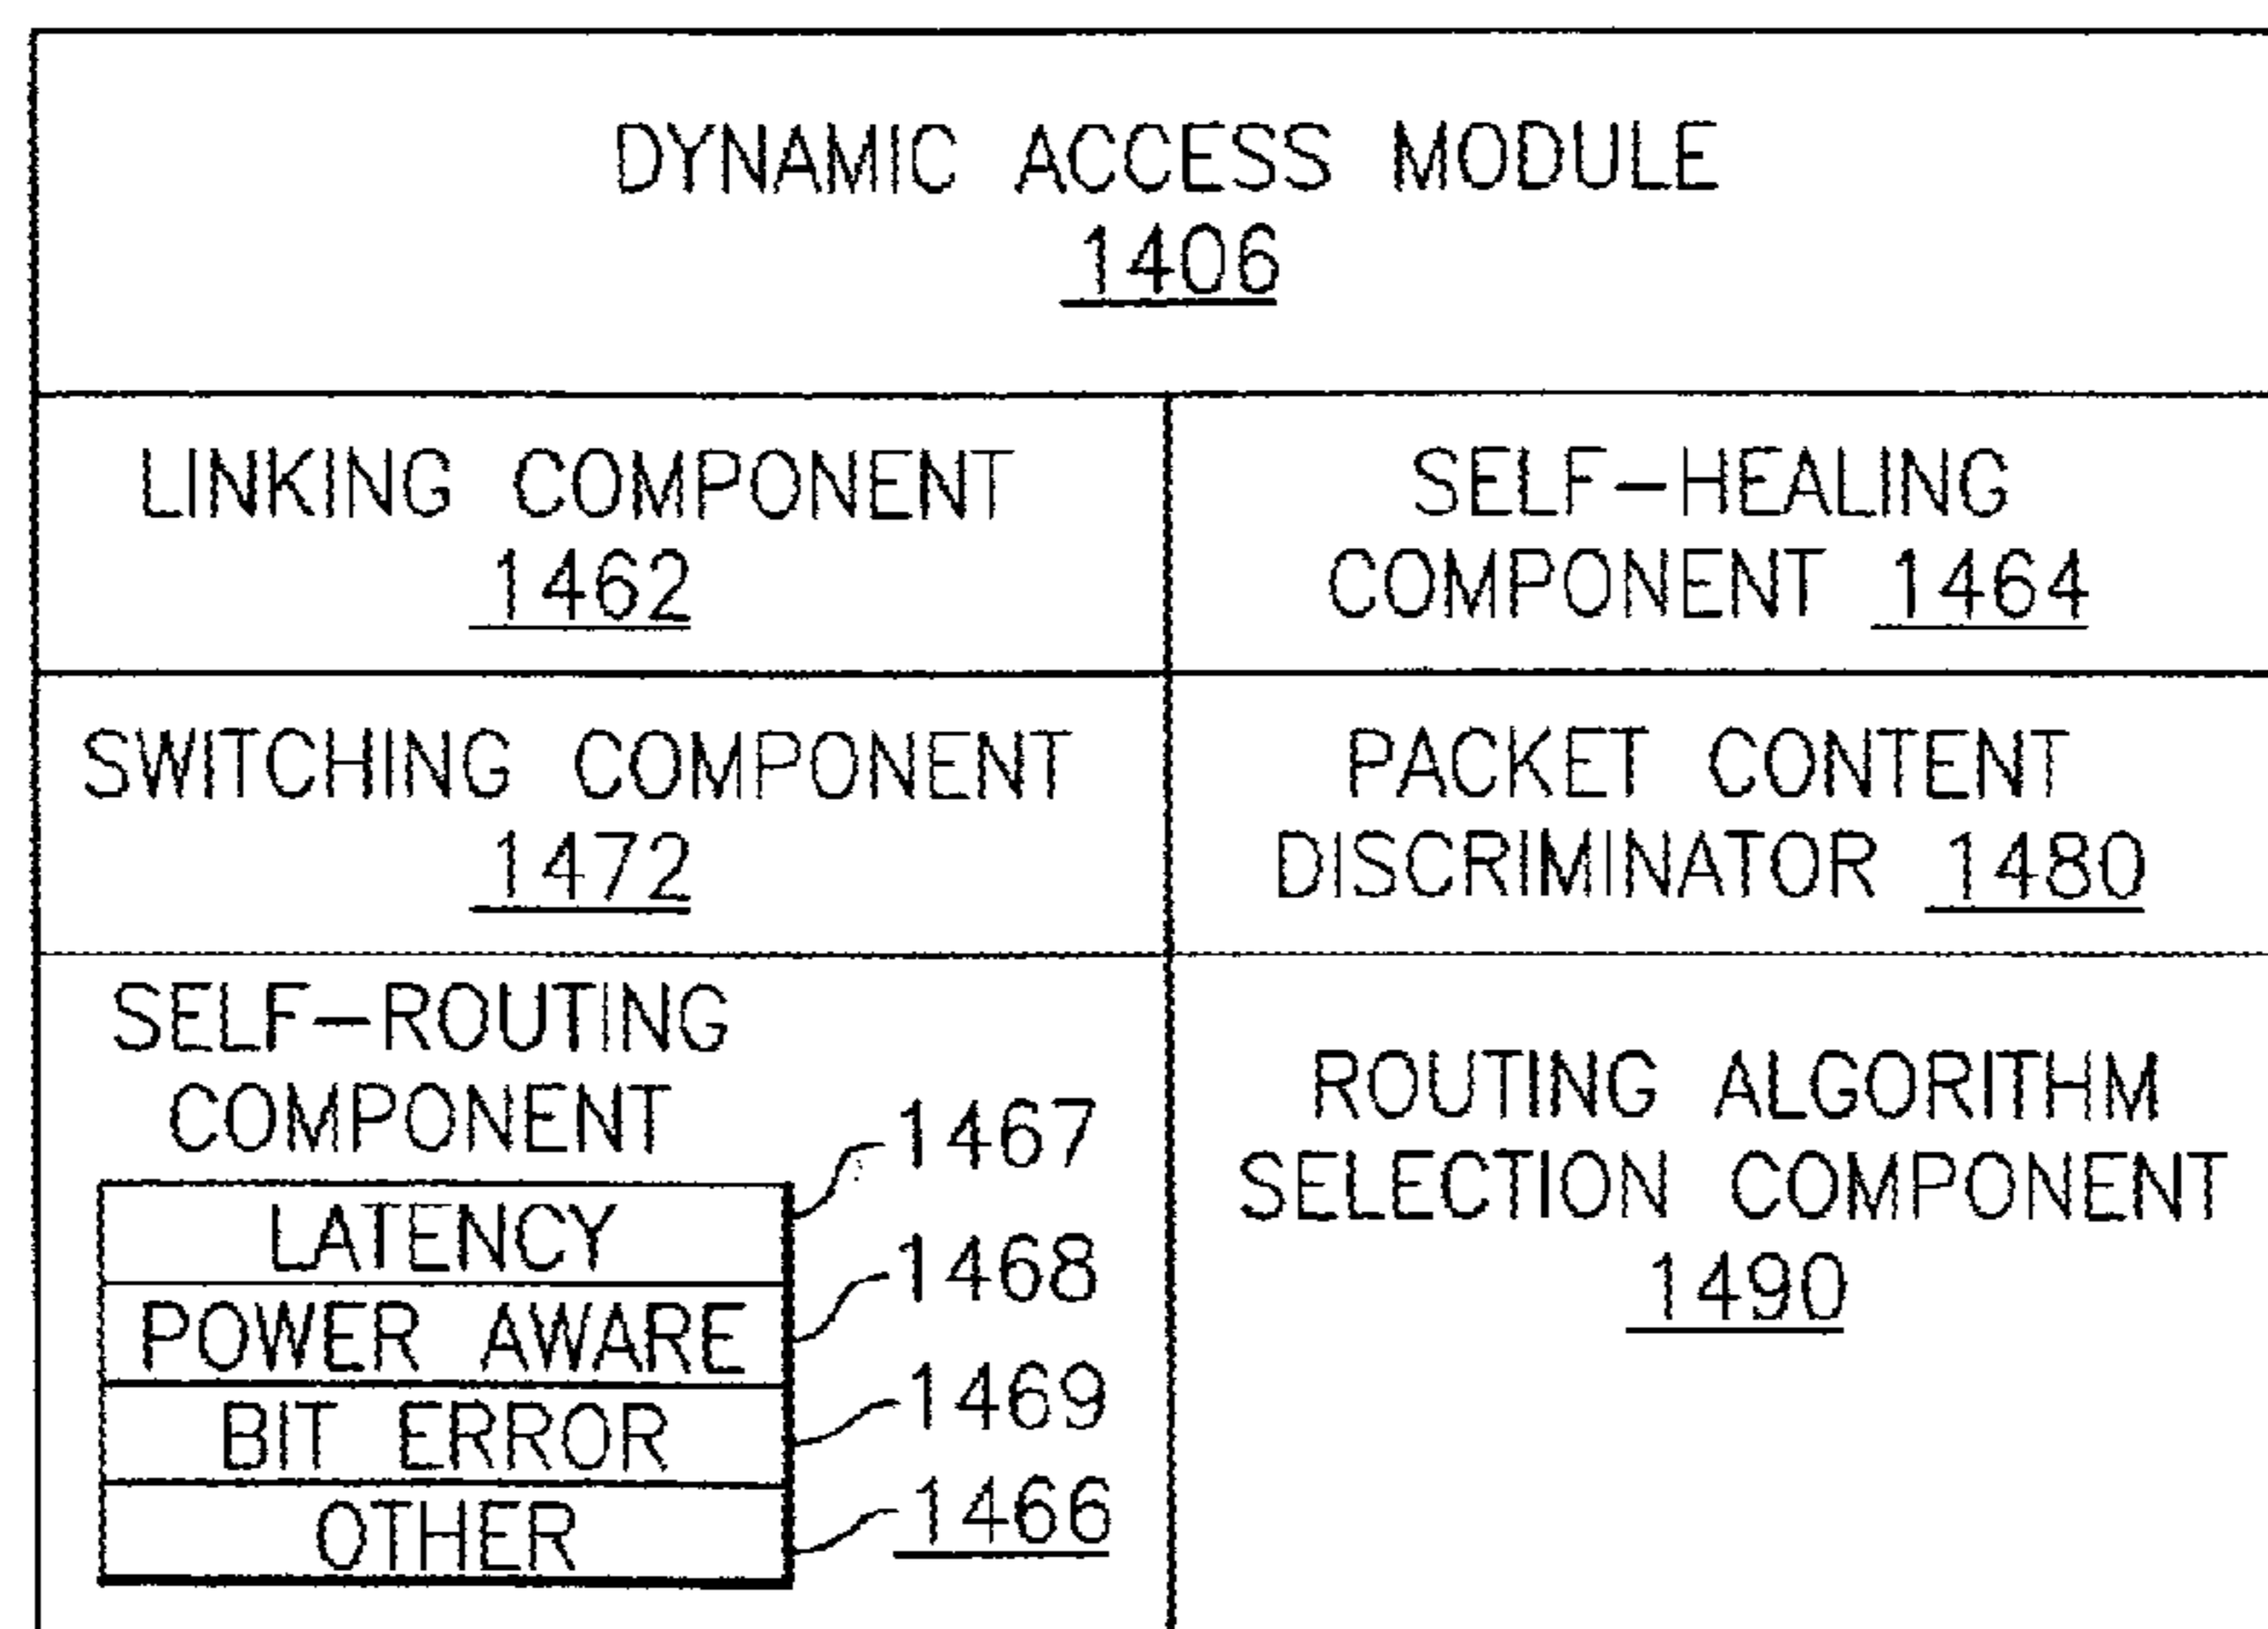 DYNAMIC ACCESS MODULE
1406
LINKING COMPONENT
1462
SELF-HEALING
COMPONENT 1464
SWITCHING COMPONENT
1472
PACKET CONTENT
DISCRIMINATOR 1480
SELF-ROUTING
COMPONENT
1467
LATENCY
1468
POWER AWARE
1469
BIT ERROR
1466
OTHER
ROUTING ALGORITHM
SELECTION COMPONENT
1490